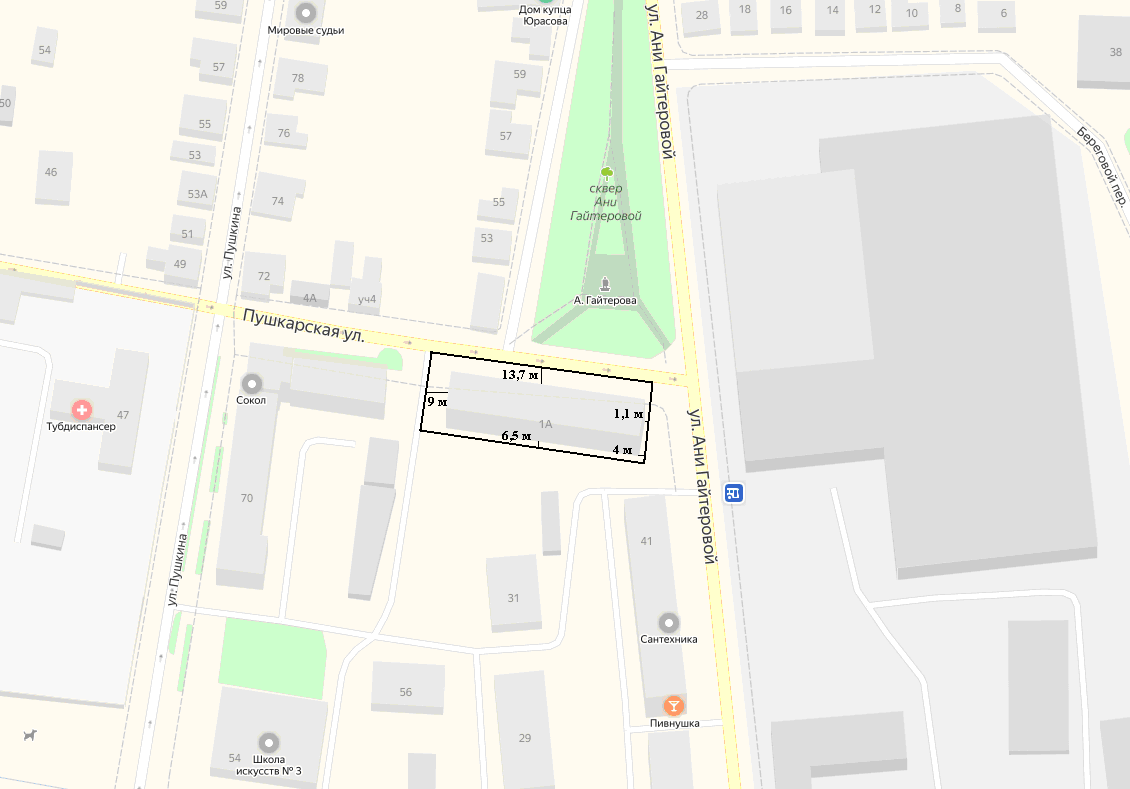 59
Мировые судьи
Дом купца
Юрасова
ул. Ани Гайтеровой
28
18
16
14
12
10
8
6
38
54
57
78
59
50
55
76
57
53
Береговой пер.
46
53А
74
55
сквер
Ани
Гайтеровой
51
ул. Пушкина
53
49
72
4А
уч4
А. Гайтерова
Пушкарская ул.
13,7 м
Сокол
9 м
1,1 м
47
Тубдиспансер
1А
6,5 м
4 м
ул. Ани Гайтеровой
70
41
ул. Пушкина
31
Сантехника
56
Пивнушка
29
54
Школа
искусств № 3